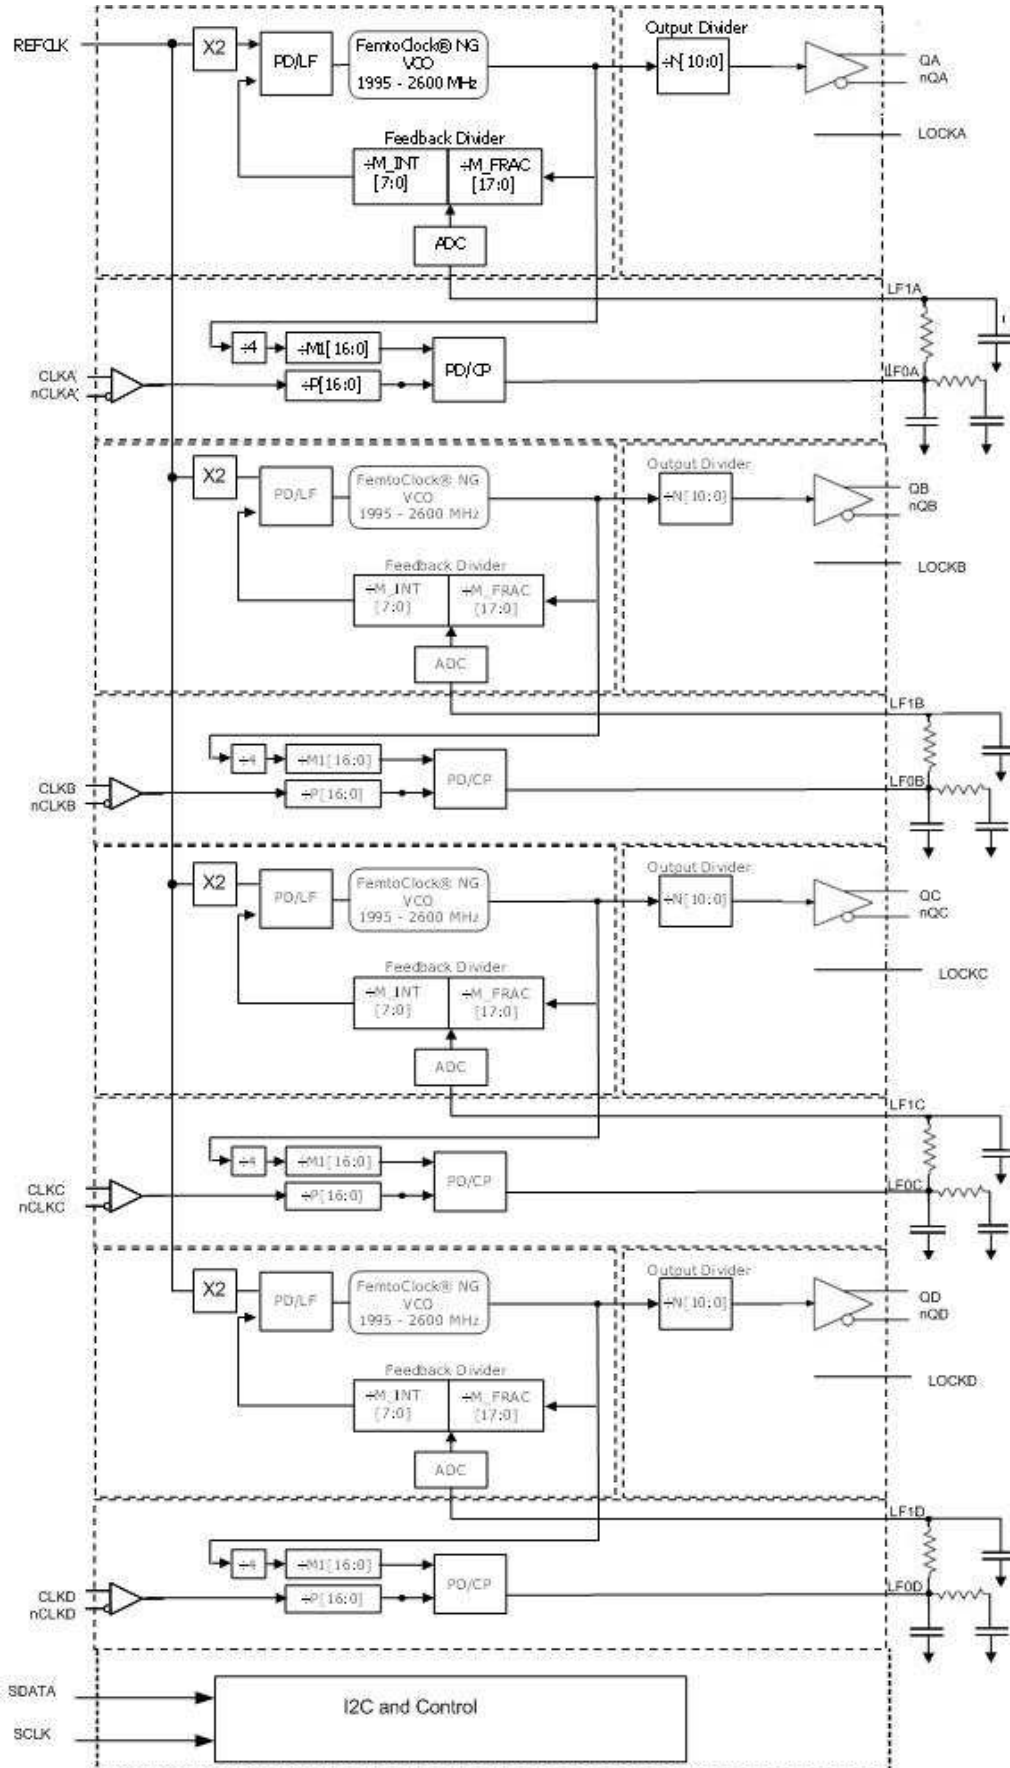 Output Divider
REFCLK
X2
PD/LF
FemtoClock® NG
VCO
1995 - 2600 MHz
÷N[10:0]
QA
nQA
LOCKA
Feedback Divider
÷M_INT
[7:0]
÷M_FRAC
[17:0]
ADC
LF1A
÷4
÷M1[16:0]
PD/CP
LF0A
CLKA
nCLKA
÷P[16:0]
Output Divider
X2
PD/LF
FemtoClock® NG
VCO
1995 - 2600 MHz
÷N[10:0]
QB
nQB
LOCKB
Feedback Divider
÷M_INT
[7:0]
÷M_FRAC
[17:0]
ADC
LF1B
÷4
÷M1[16:0]
PD/CP
LF0B
CLKB
nCLKB
÷P[16:0]
Output Divider
X2
PD/LF
FemtoClock® NG
VCO
1995 - 2600 MHz
÷N[10:0]
QC
nQC
LOCKC
Feedback Divider
÷M_INT
[7:0]
÷M_FRAC
[17:0]
ADC
LF1C
÷4
÷M1[16:0]
PD/CP
LF0C
CLKC
nCLKC
÷P[16:0]
Output Divider
X2
PD/LF
FemtoClock® NG
VCO
1995 - 2600 MHz
÷N[10:0]
QD
nQD
LOCKD
Feedback Divider
÷M_INT
[7:0]
÷M_FRAC
[17:0]
ADC
LF1D
÷4
÷M1[16:0]
PD/CP
LF0D
CLKD
nCLKD
÷P[16:0]
SDATA
I2C and Control
SCLK